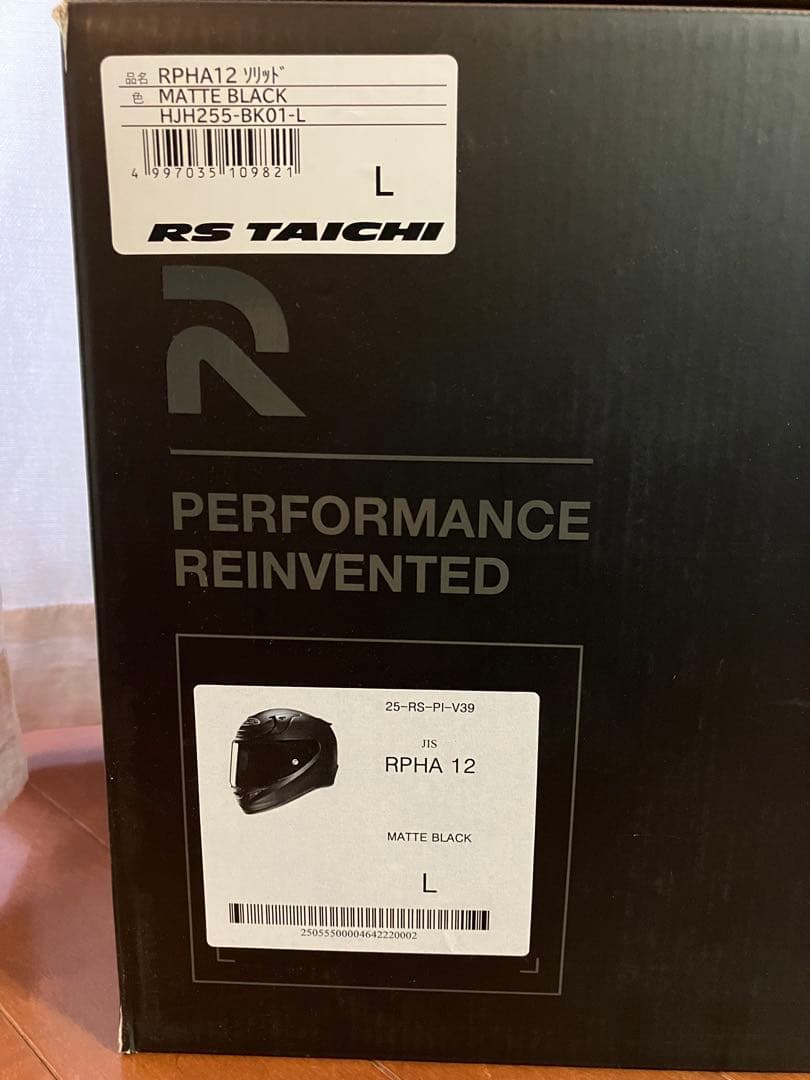 品名 RPHA12 ｿﾘｯﾄﾞ
色 MATTE BLACK
HJH255-BK01-L
4 997035 109821
L
RS TAICHI
R
PERFORMANCE
REINVENTED
25-RS-PI-V39
JIS
RPHA 12
MATTE BLACK
L
25055500004642220002